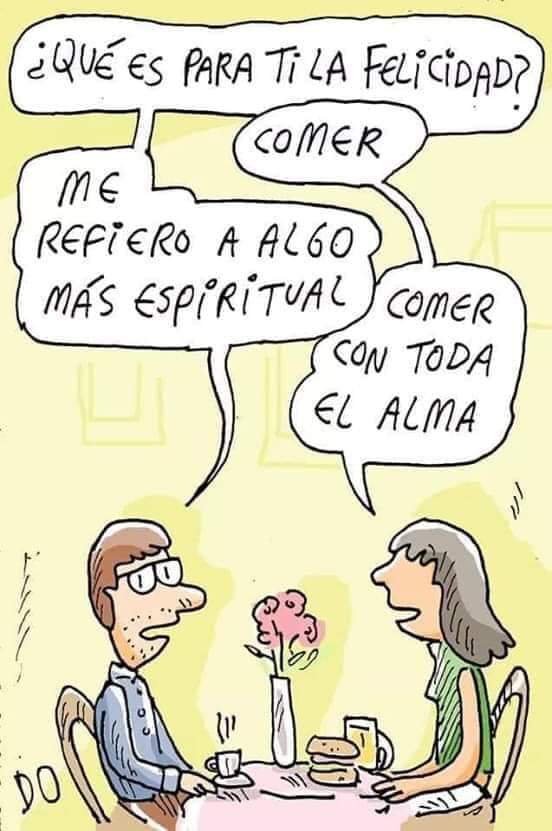 ¿QUÉ ES PARA TI LA FELICIDAD?
COMER
ME
REFIERO A ALGO
MÁS ESPIRITUAL
COMER
CON TODA
EL ALMA
DO